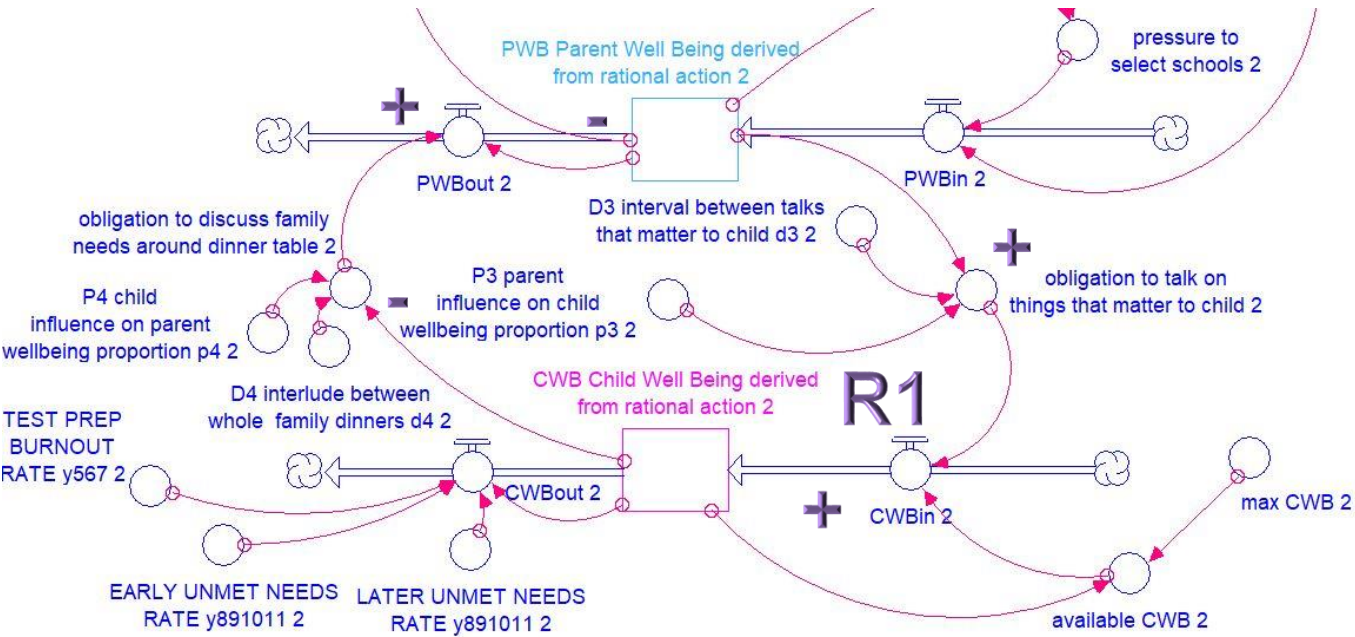 PWB Parent Well Being derived
from rational action 2
pressure to
select schools 2
+
-
PWBout 2
PWBin 2
obligation to discuss family
needs around dinner table 2
D3 interval between talks
that matter to child d3 2
+
obligation to talk on
things that matter to child 2
P3 parent
influence on child
wellbeing proportion p3 2
-
P4 child
influence on parent
wellbeing proportion p4 2
D4 interlude between
whole family dinners d4 2
CWB Child Well Being derived
from rational action 2
R1
TEST PREP
BURNOUT
RATE y567 2
CWBout 2
+
CWBin 2
max CWB 2
EARLY UNMET NEEDS
RATE y891011 2
LATER UNMET NEEDS
RATE y891011 2
available CWB 2